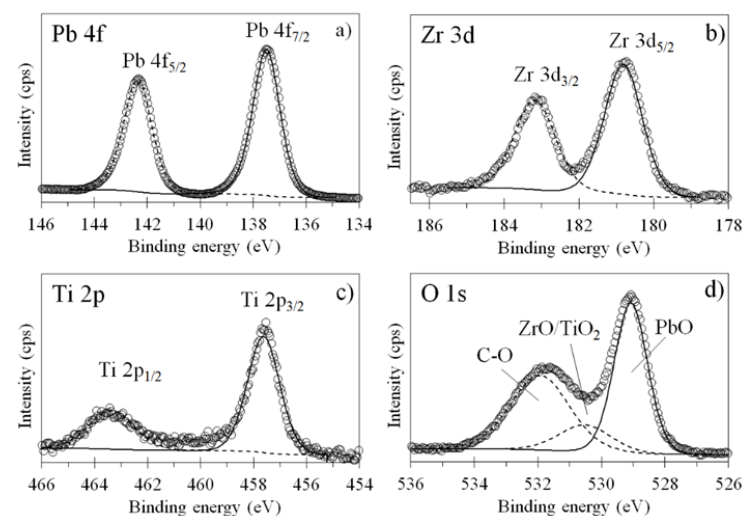 Pb 4f
Pb 4f5/2
Pb 4f7/2
a)
Intensity (cps)
146 144 142 140 138 136 134
Binding energy (eV)
Zr 3d
Zr 3d3/2
Zr 3d5/2
b)
Intensity (cps)
186 184 182 180 178
Binding energy (eV)
Ti 2p
Ti 2p1/2
Ti 2p3/2
c)
Intensity (cps)
466 464 462 460 458 456 454
Binding energy (eV)
O 1s
C-O
ZrO/TiO2
PbO
d)
Intensity (cps)
536 534 532 530 528 526
Binding energy (eV)